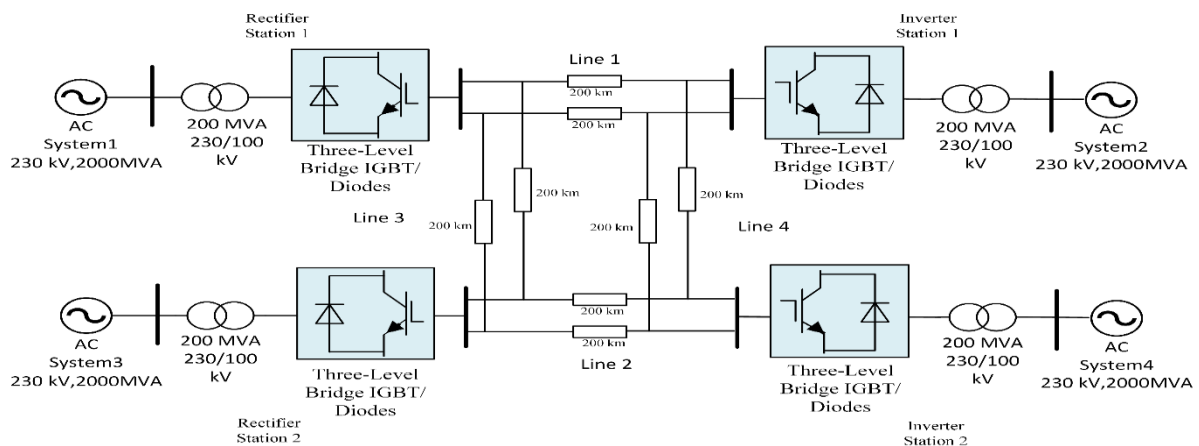 Rectifier
Station 1
Inverter
Station 1
Line 1
200 km
200 km
AC
System1
230 kV,2000MVA
200 MVA
230/100
kV
Three-Level
Bridge IGBT/
Diodes
Three-Level
Bridge IGBT/
Diodes
200 MVA
230/100
kV
AC
System2
230 kV,2000MVA
Line 3
200 km
200 km
200 km
200 km
Line 4
AC
System3
230 kV,2000MVA
200 MVA
230/100
kV
Three-Level
Bridge IGBT/
Diodes
200 km
200 km
Line 2
Three-Level
Bridge IGBT/
Diodes
200 MVA
230/100
kV
AC
System4
230 kV,2000MVA
Rectifier
Station 2
Inverter
Station 2